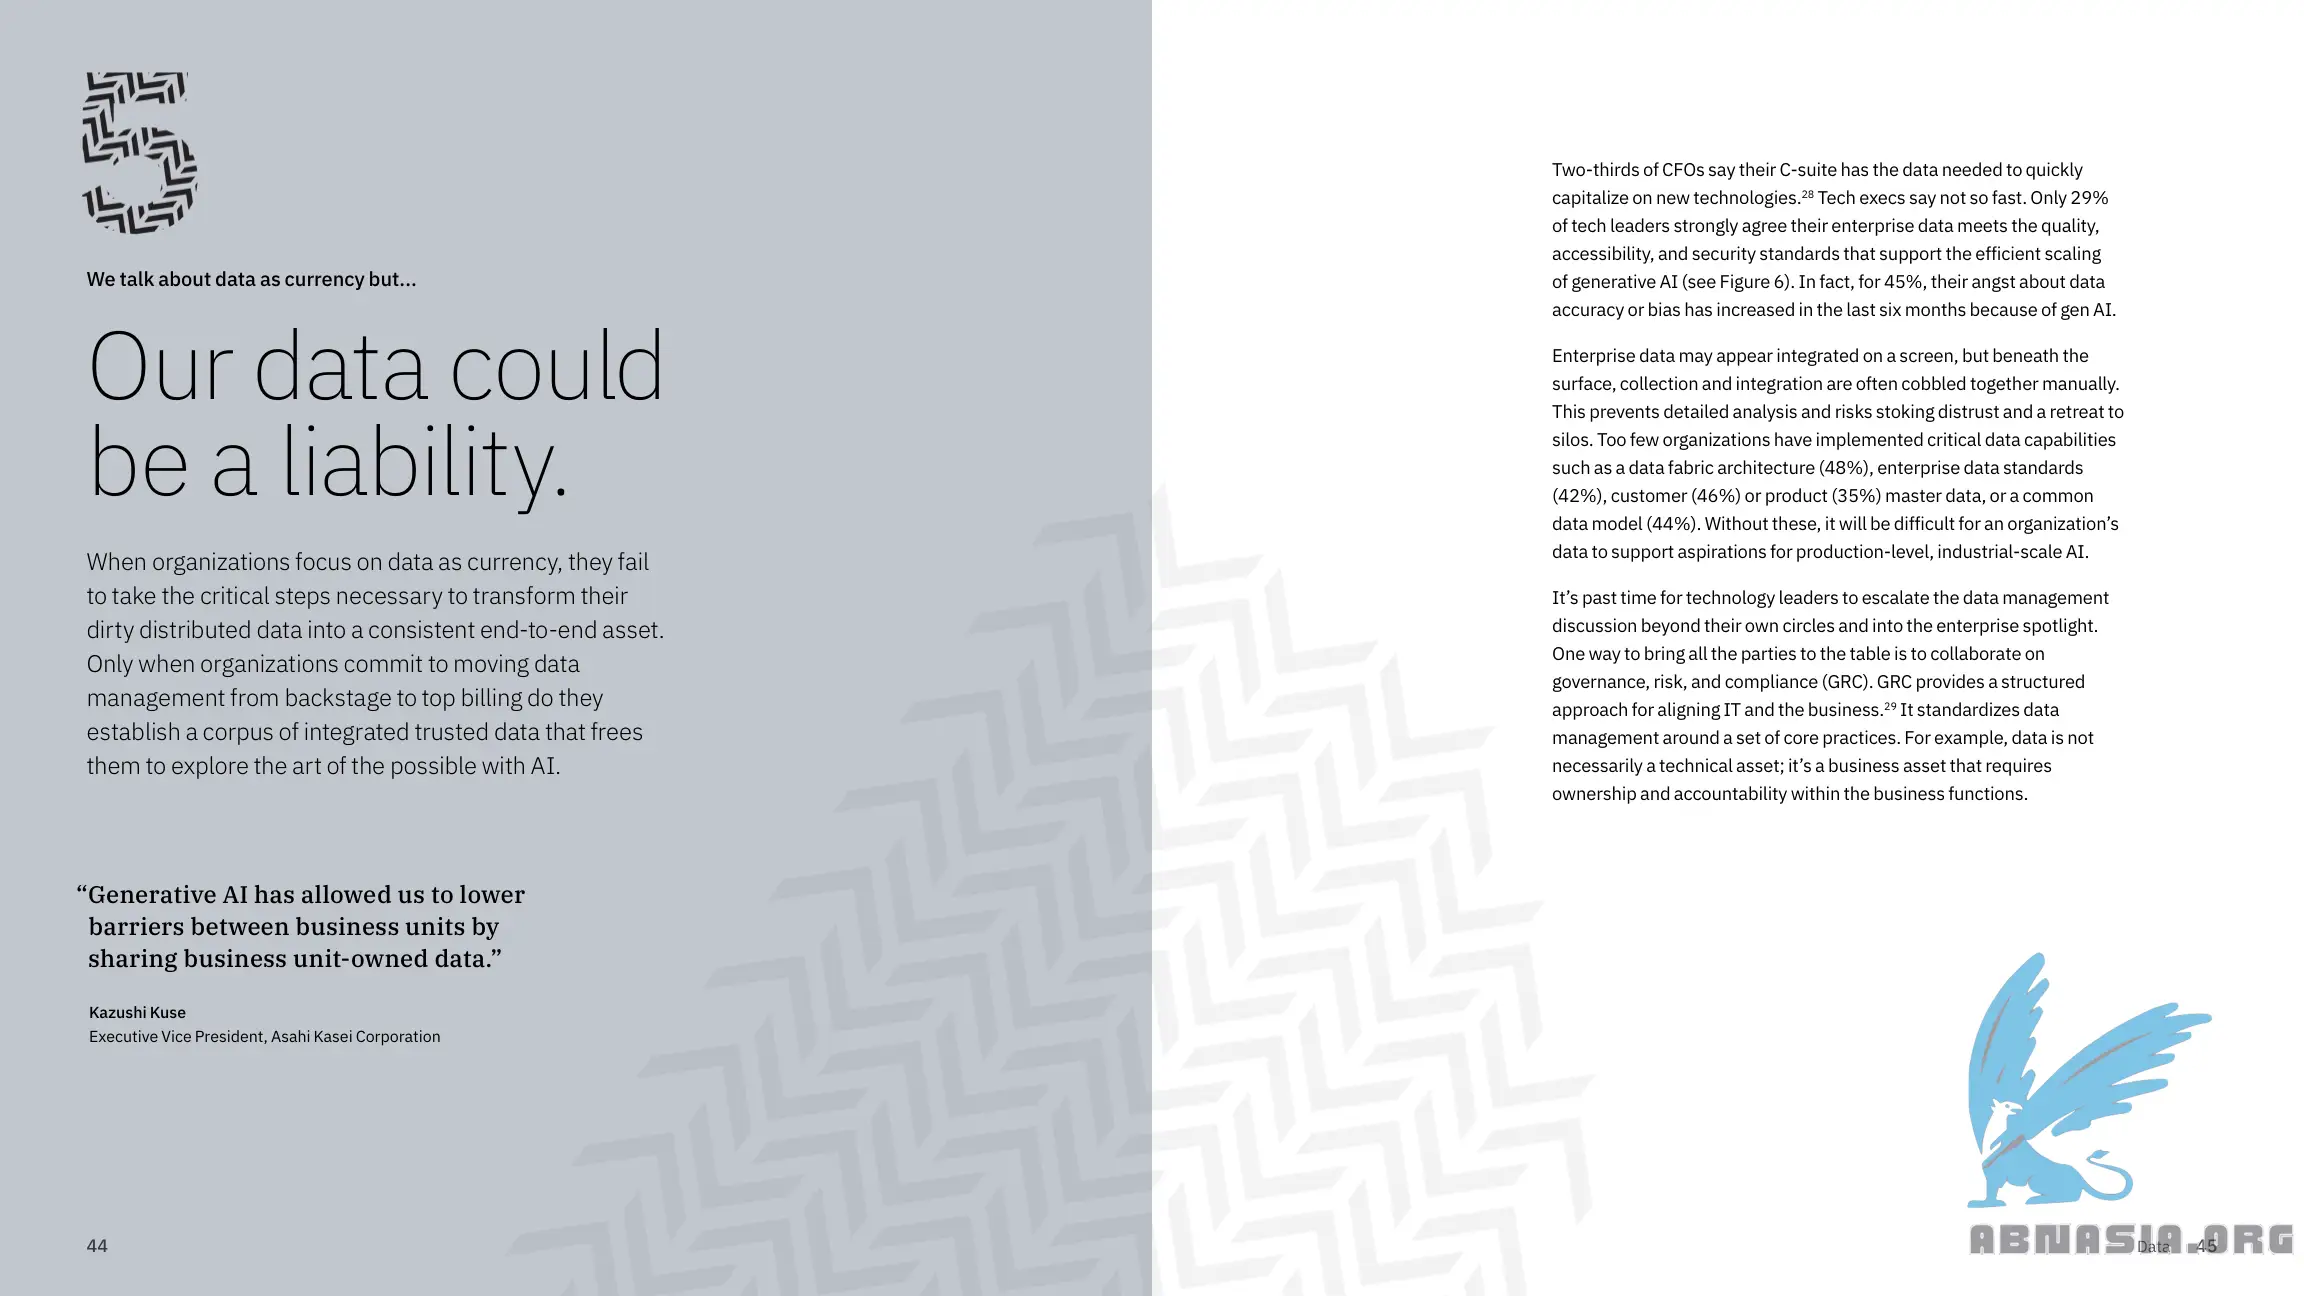 5
We talk about data as currency but...
Our data could
be a liability.
When organizations focus on data as currency, they fail
to take the critical steps necessary to transform their
dirty distributed data into a consistent end-to-end asset.
Only when organizations commit to moving data
management from backstage to top billing do they
establish a corpus of integrated trusted data that frees
them to explore the art of the possible with AI.
“Generative AI has allowed us to lower
barriers between business units by
sharing business unit-owned data.”
Kazushi Kuse
Executive Vice President, Asahi Kasei Corporation
44
Two-thirds of CFOs say their C-suite has the data needed to quickly
capitalize on new technologies.²⁸ Tech execs say not so fast. Only 29%
of tech leaders strongly agree their enterprise data meets the quality,
accessibility, and security standards that support the efficient scaling
of generative AI (see Figure 6). In fact, for 45%, their angst about data
accuracy or bias has increased in the last six months because of gen AI.
Enterprise data may appear integrated on a screen, but beneath the
surface, collection and integration are often cobbled together manually.
This prevents detailed analysis and risks stoking distrust and a retreat to
silos. Too few organizations have implemented critical data capabilities
such as a data fabric architecture (48%), enterprise data standards
(42%), customer (46%) or product (35%) master data, or a common
data model (44%). Without these, it will be difficult for an organization’s
data to support aspirations for production-level, industrial-scale AI.
It’s past time for technology leaders to escalate the data management
discussion beyond their own circles and into the enterprise spotlight.
One way to bring all the parties to the table is to collaborate on
governance, risk, and compliance (GRC). GRC provides a structured
approach for aligning IT and the business.²⁹ It standardizes data
management around a set of core practices. For example, data is not
necessarily a technical asset; it’s a business asset that requires
ownership and accountability within the business functions.
ABNASIA.ORG
Data 45